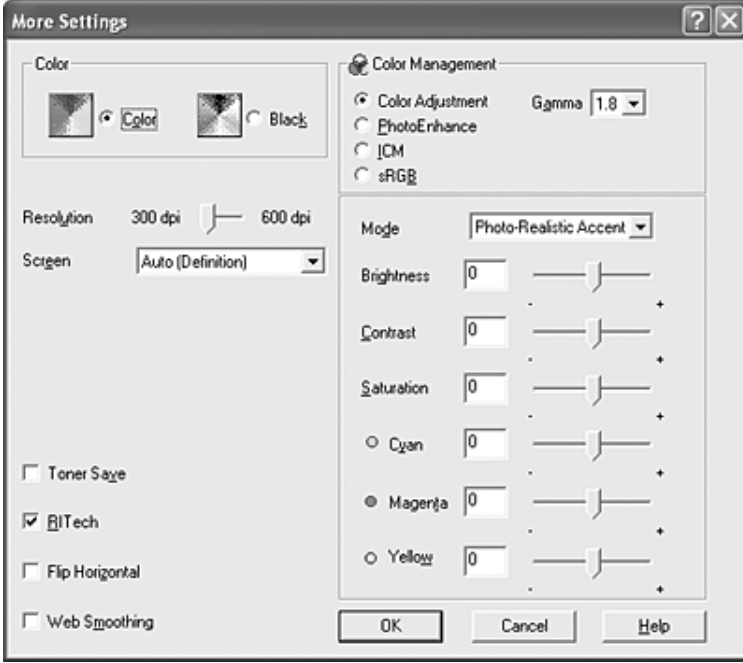 More Settings
Color
Color
Black
Resolution 300 dpi 600 dpi
Screen Auto (Definition)
Toner Save
RITech
Flip Horizontal
Web Smoothing
Color Management
Color Adjustment Gamma 1.8
PhotoEnhance
ICM
sRGB
Mode Photo-Realistic Accent
Brightness 0
- +
Contrast 0
- +
Saturation 0
- +
Cyan 0
- +
Magenta 0
- +
Yellow 0
- +
OK Cancel Help